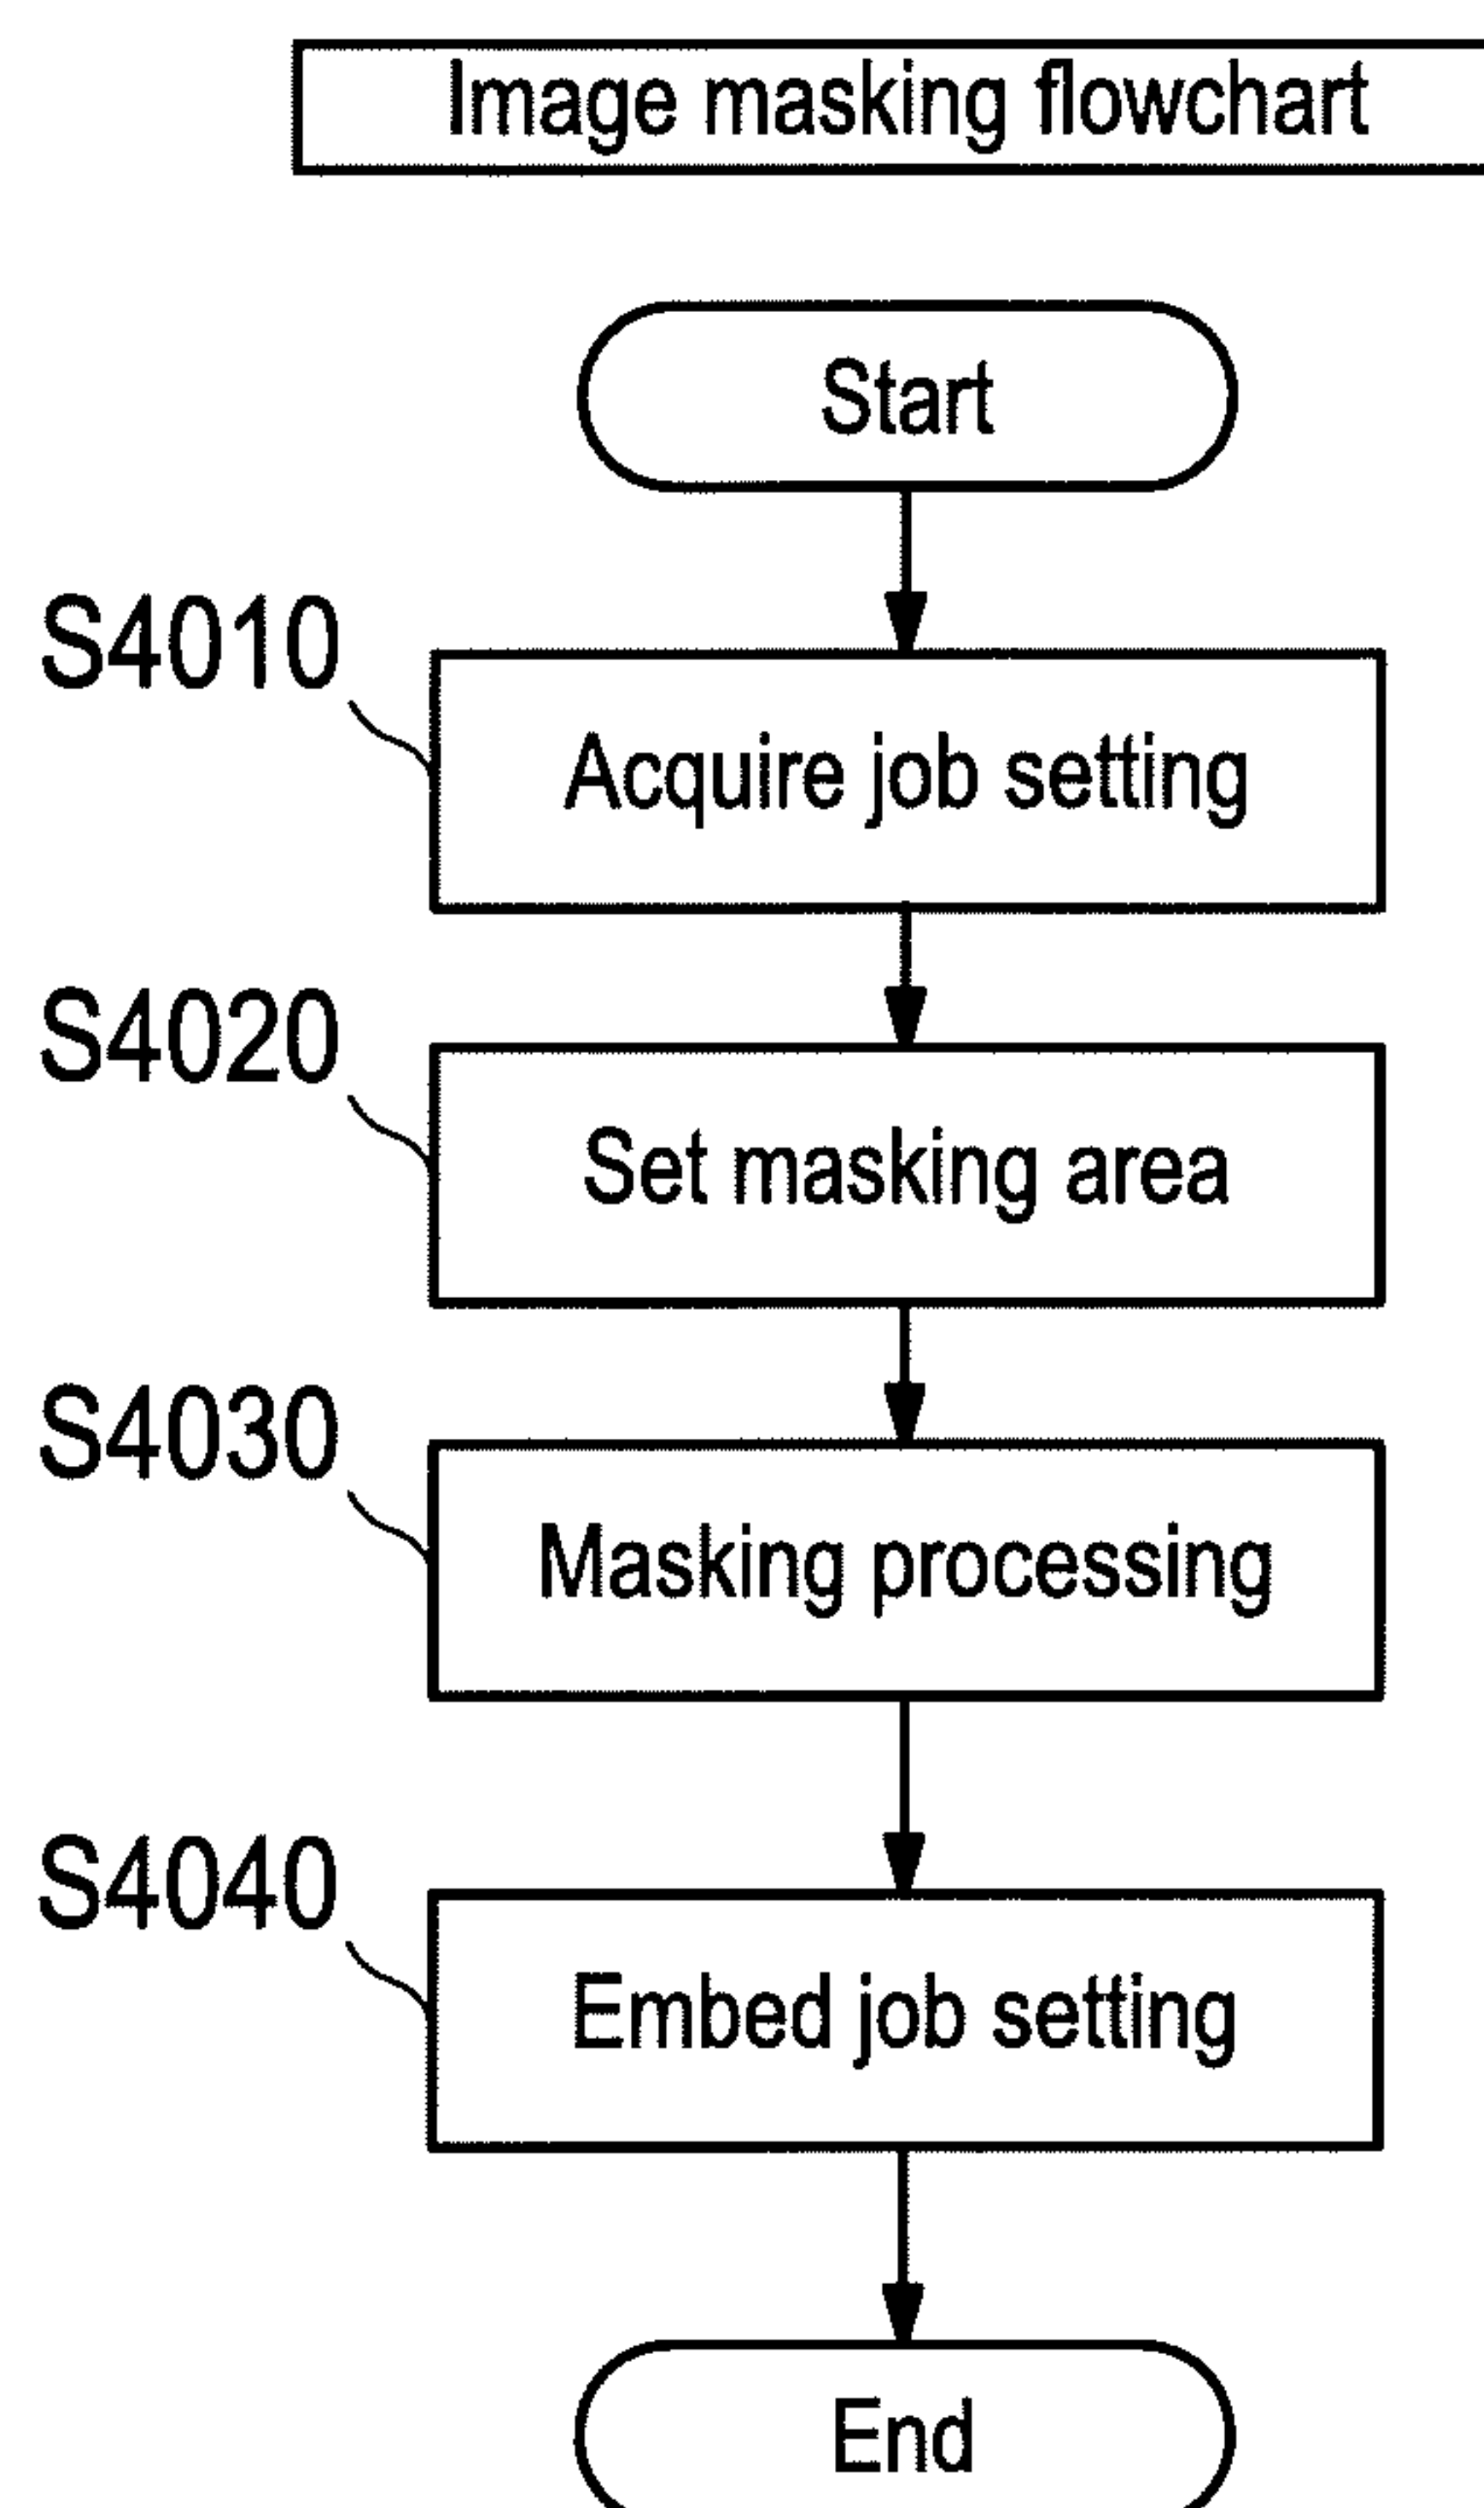 Image masking flowchart
Start
S4010
Acquire job setting
S4020
Set masking area
S4030
Masking processing
S4040
Embed job setting
End